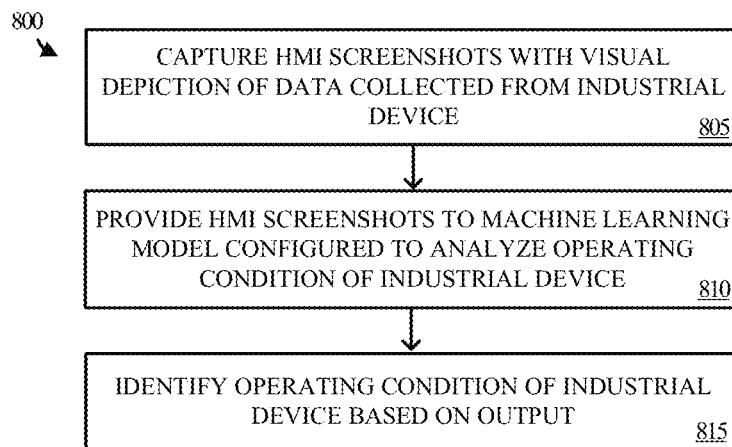 800
CAPTURE HMI SCREENSHOTS WITH VISUAL
DEPICTION OF DATA COLLECTED FROM INDUSTRIAL
DEVICE
805
PROVIDE HMI SCREENSHOTS TO MACHINE LEARNING
MODEL CONFIGURED TO ANALYZE OPERATING
CONDITION OF INDUSTRIAL DEVICE
810
IDENTIFY OPERATING CONDITION OF INDUSTRIAL
DEVICE BASED ON OUTPUT
815